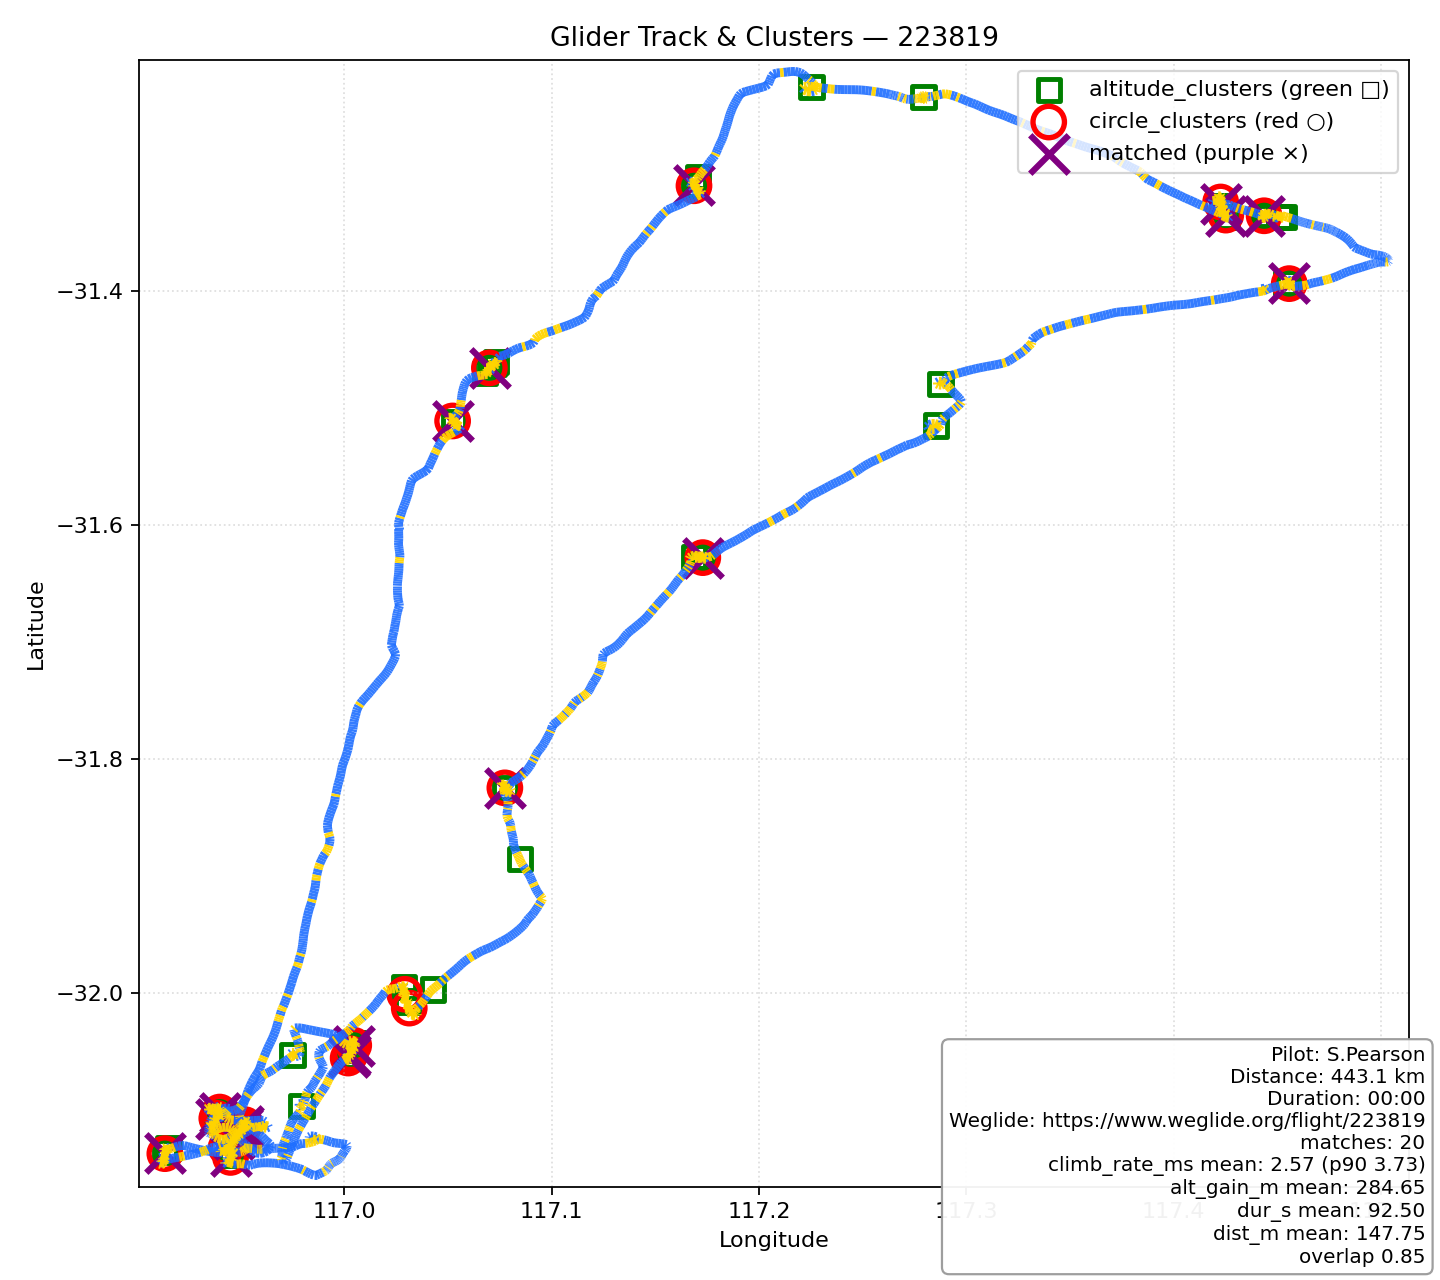 Glider Track & Clusters — 223819
altitude_clusters (green □)
circle_clusters (red ○)
matched (purple ×)
Latitude
−31.4
−31.6
−31.8
−32.0
117.0
117.1
117.2
117.3
117.4
Longitude
Pilot: S.Pearson
Distance: 443.1 km
Duration: 00:00
Weglide: https://www.weglide.org/flight/223819
matches: 20
climb_rate_ms mean: 2.57 (p90 3.73)
alt_gain_m mean: 284.65
dur_s mean: 92.50
dist_m mean: 147.75
overlap 0.85